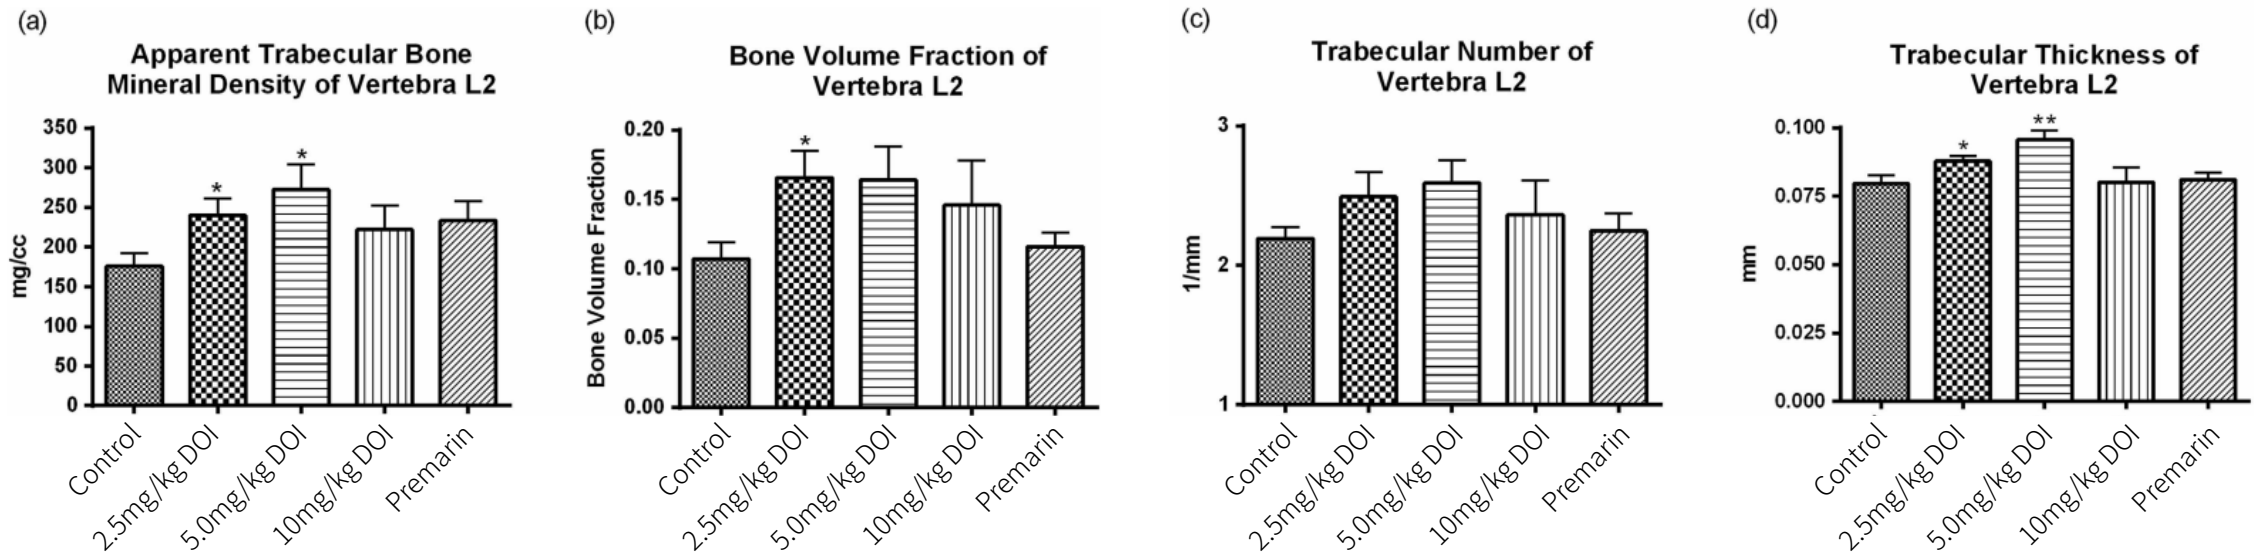 (a)
Apparent Trabecular Bone
Mineral Density of Vertebra L2
350
300
250
200
150
100
50
0
mg/cc
*
*
Control
2.5mg/kg DOI
5.0mg/kg DOI
10mg/kg DOI
Premarin
(b)
Bone Volume Fraction of
Vertebra L2
0.20
0.15
0.10
0.05
0.00
Bone Volume Fraction
*
Control
2.5mg/kg DOI
5.0mg/kg DOI
10mg/kg DOI
Premarin
(c)
Trabecular Number of
Vertebra L2
3
2
1
1/mm
Control
2.5mg/kg DOI
5.0mg/kg DOI
10mg/kg DOI
Premarin
(d)
Trabecular Thickness of
Vertebra L2
0.100
0.075
0.050
0.025
0.000
mm
*
**
Control
2.5mg/kg DOI
5.0mg/kg DOI
10mg/kg DOI
Premarin